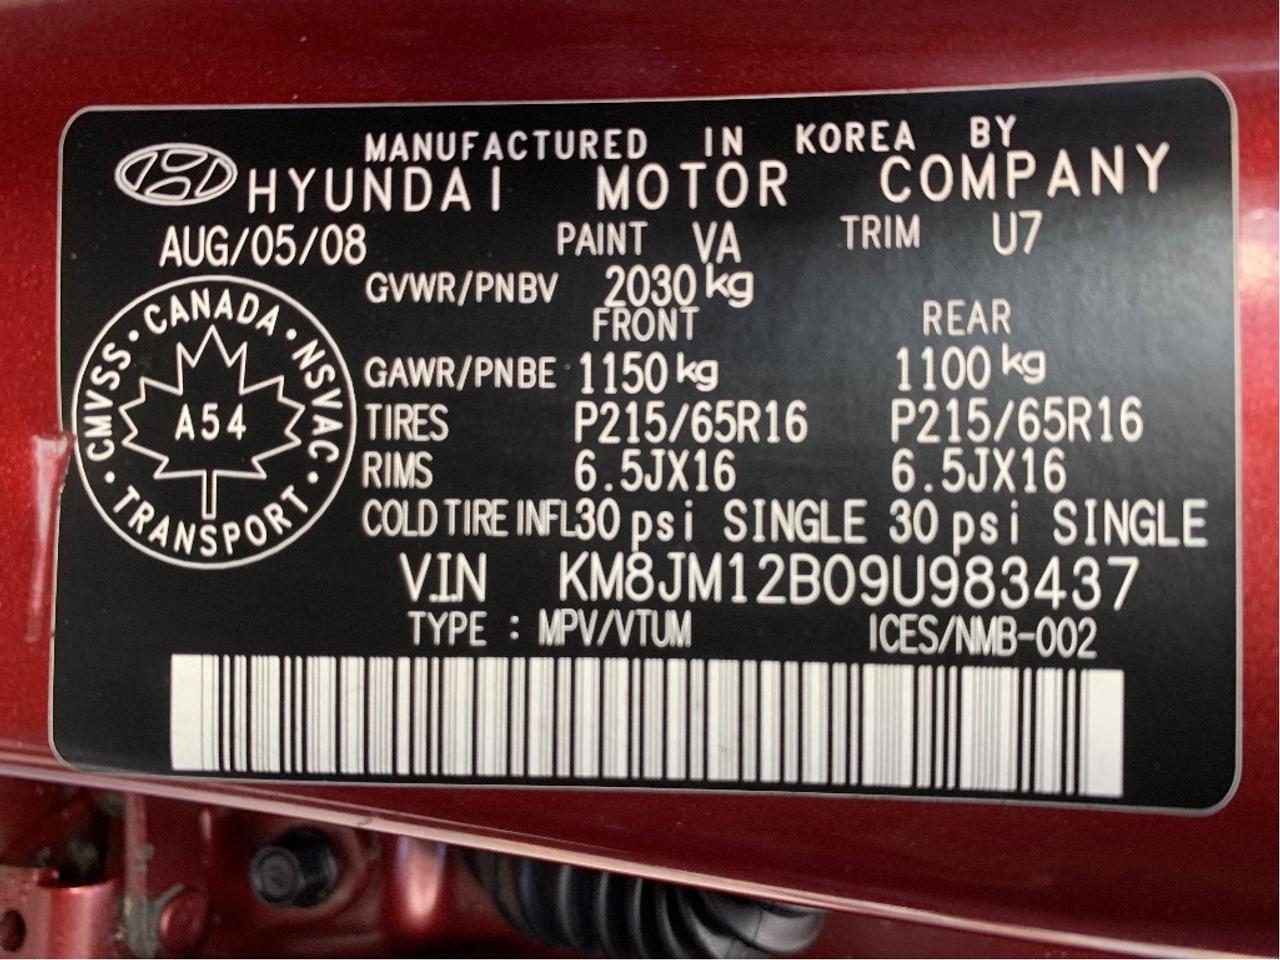 MANUFACTURED IN KOREA BY
HYUNDAI MOTOR COMPANY
AUG/05/08 PAINT VA TRIM U7
GVWR/PNBV 2030 kg
FRONT REAR
GAWR/PNBE 1150 kg 1100 kg
TIRES P215/65R16 P215/65R16
RIMS 6.5JX16 6.5JX16
COLD TIRE INFL 30 psi SINGLE 30 psi SINGLE
V.I.N KM8JM12B09U983437
TYPE : MPV/VTUM ICES/NMB-002
CMVSS · CANADA · NSVAC · TRANSPORT ·
A54